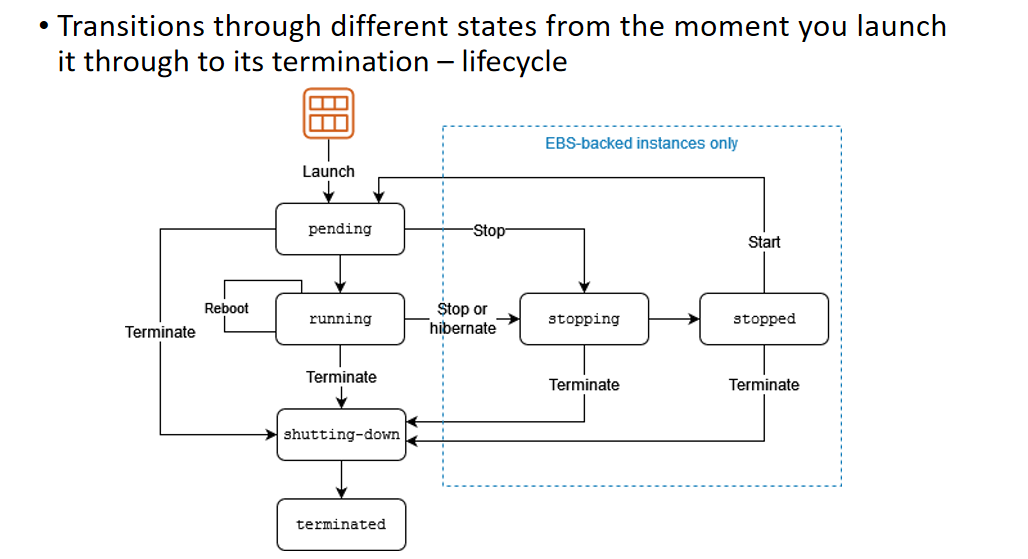 • Transitions through different states from the moment you launch
it through to its termination – lifecycle
EBS-backed instances only
Launch
pending
Stop
Start
Reboot
running
Stop or
hibernate
stopping
stopped
Terminate
Terminate
Terminate
Terminate
shutting-down
terminated